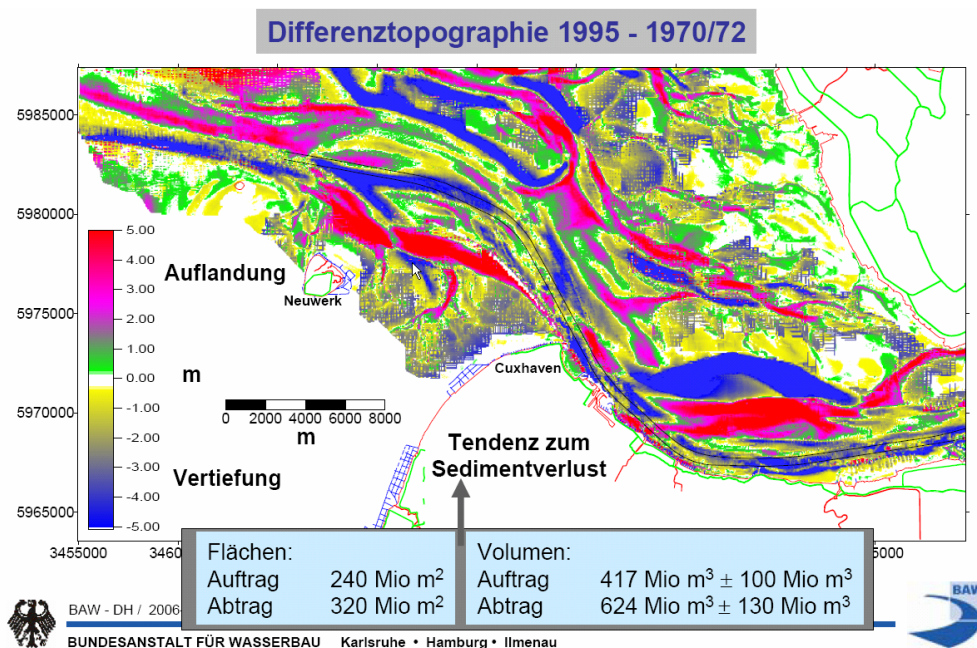 Differenztopographie 1995 - 1970/72
5985000
5980000
5975000
5970000
5965000
5.00
4.00
3.00
2.00
1.00
0.00
-1.00
-2.00
-3.00
-4.00
-5.00
m
Auflandung
Neuwerk
Cuxhaven
0 2000 4000 6000 8000
m
Vertiefung
Tendenz zum
Sedimentverlust
3455000
Flächen:
Auftrag 240 Mio m²
Abtrag 320 Mio m²
Volumen:
Auftrag 417 Mio m³ ± 100 Mio m³
Abtrag 624 Mio m³ ± 130 Mio m³
BAW - DH / 2006
BUNDESANSTALT FÜR WASSERBAU Karlsruhe • Hamburg • Ilmenau
BAW